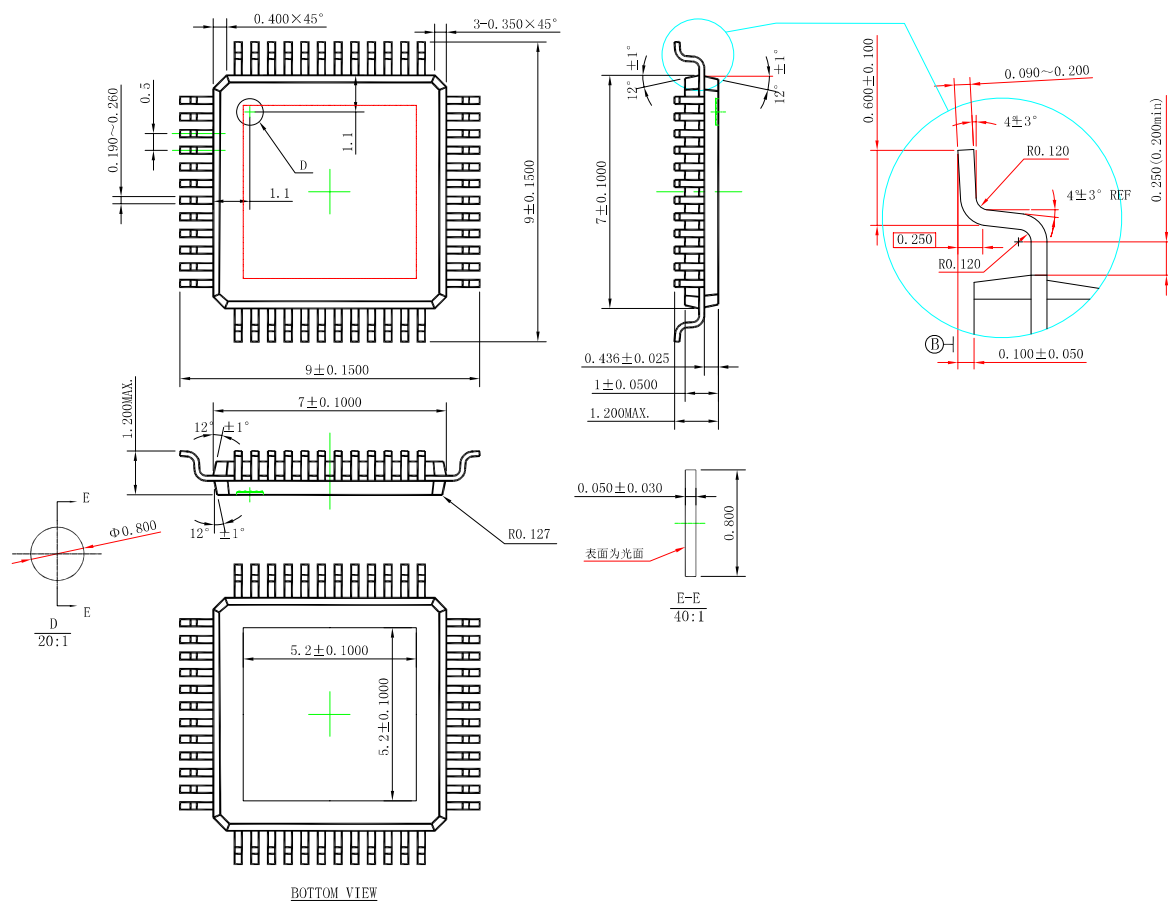 0.400×45°
3-0.350×45°
0.5
0.190~0.260
1.1
D
1.1
9±0.1500
9±0.1500
12° ±1°
12° ±1°
7±0.1000
0.436±0.025
1±0.0500
1.200MAX.
0.600±0.100
0.090~0.200
4°±3°
R0.120
4°±3° REF
0.250
R0.120
0.250(0.200min)
B
0.100±0.050
7±0.1000
1.200MAX.
12° ±1°
12° ±1°
R0.127
E
Φ0.800
E
D
20:1
0.050±0.030
0.800
表面为光面
E-E
40:1
5.2±0.1000
5.2±0.1000
BOTTOM VIEW